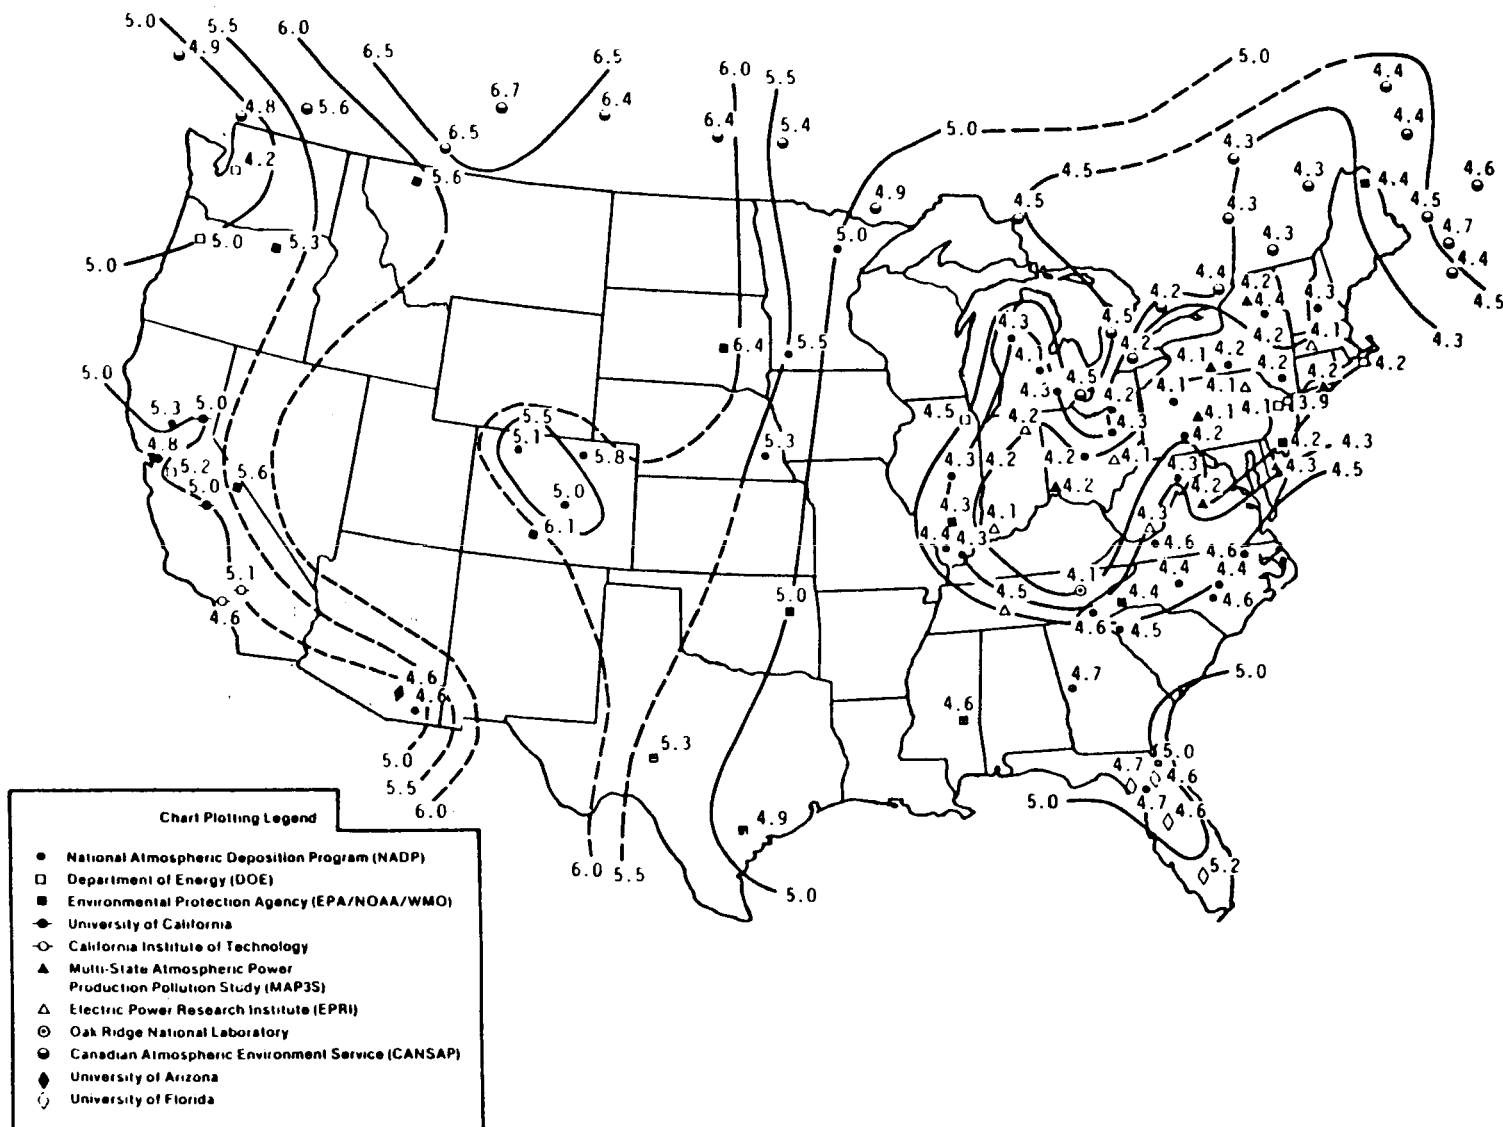 5.0 5.5 6.0 6.5 6.5 6.0 5.5 5.0
4.9 6.7 6.4 4.4
4.8 5.6 6.5 6.4 5.4 5.0 4.3 4.4
4.2 5.6 4.9 4.5 4.5 4.3 4.4 4.6
5.0 5.3 5.0 4.3 4.3 4.5 4.7
5.0 4.4 4.2 4.4
4.2 4.4 4.3 4.5
4.3 4.5 4.2 4.2 4.1 4.3
6.4 5.5 4.1 4.1 4.2 4.2 4.2 4.2
5.0 4.3 4.5 4.2 4.1 4.1
5.3 5.0 5.5 4.5 4.2 4.3 4.1 4.1 3.9
4.8 5.1 5.8 5.3 4.2 4.2 4.2 4.3
5.2 5.6 4.3 4.2 4.1 4.3 4.3 4.5
5.0 5.0 4.2 4.2
6.1 4.3 4.1 4.3
4.4 4.3 4.6 4.6
5.1 5.0 4.5 4.1 4.4 4.4 4.4
4.6 4.6 4.5 4.6
4.6 4.7 5.0
4.6 4.6
5.0 5.3 4.7 5.0
5.5 4.6
6.0 4.9 5.0 4.7 4.6
6.0 5.5 5.0 5.2
Chart Plotting Legend
National Atmospheric Deposition Program (NADP)
Department of Energy (DOE)
Environmental Protection Agency (EPA/NOAA/WMO)
University of California
California Institute of Technology
Multi-State Atmospheric Power
Production Pollution Study (MAP3S)
Electric Power Research Institute (EPRI)
Oak Ridge National Laboratory
Canadian Atmospheric Environment Service (CANSAP)
University of Arizona
University of Florida